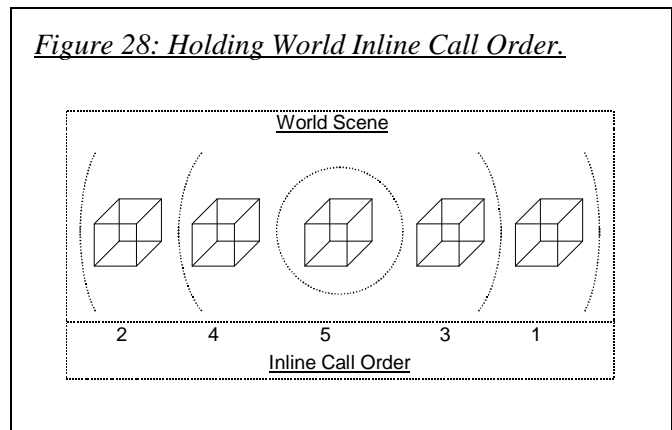 Figure 28: Holding World Inline Call Order.
World Scene
2 4 5 3 1
Inline Call Order